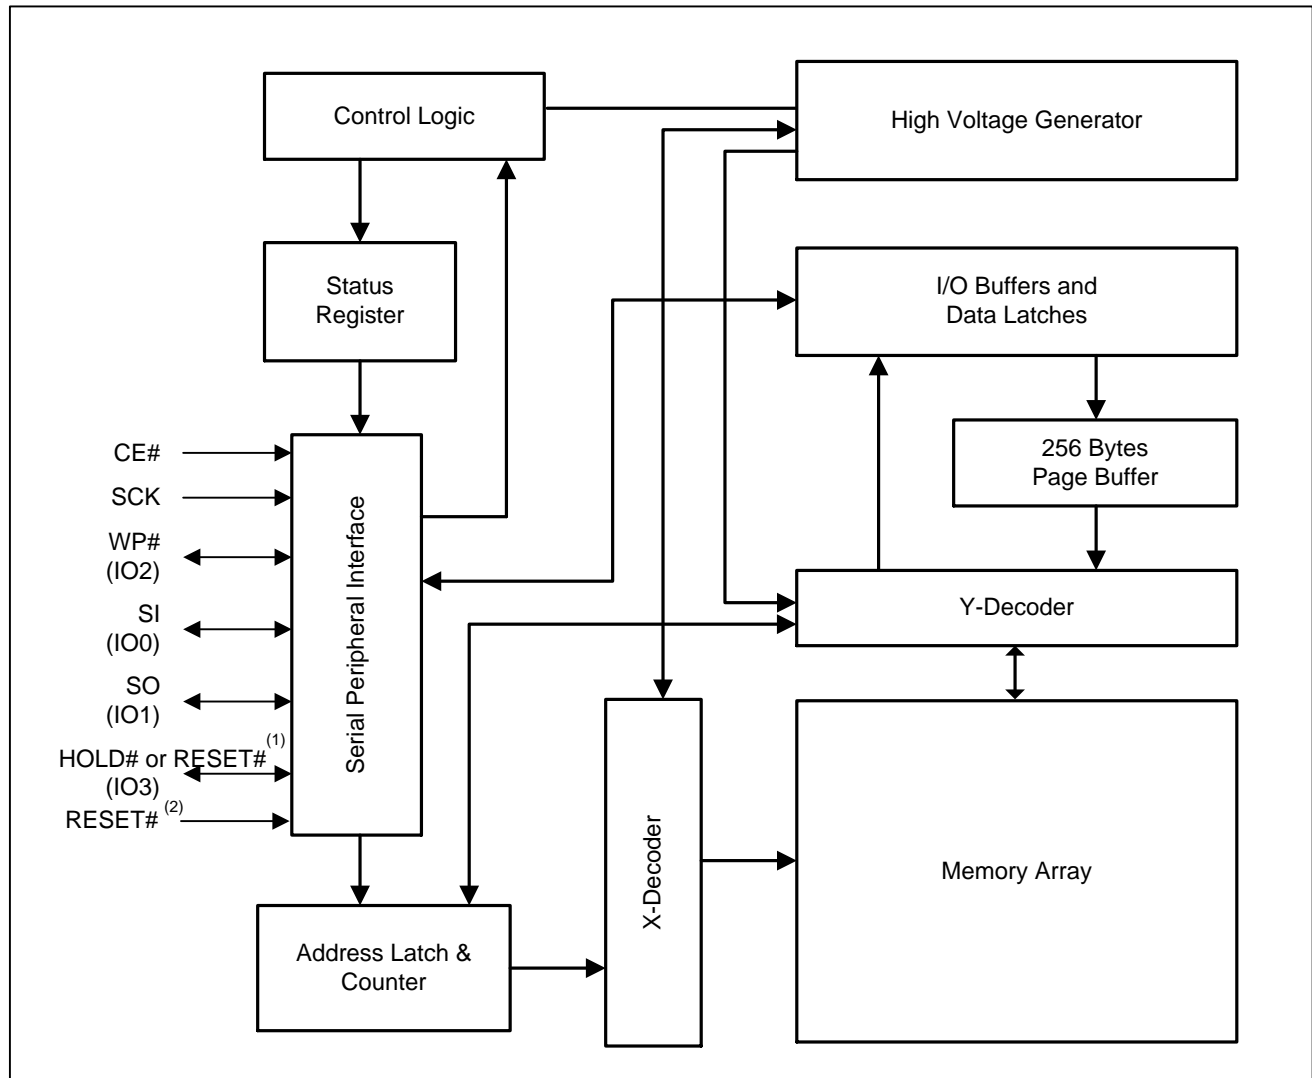 Control Logic
High Voltage Generator
Status
Register
I/O Buffers and
Data Latches
256 Bytes
Page Buffer
CE#
SCK
WP#
(IO2)
SI
(IO0)
SO
(IO1)
HOLD# or RESET# (1)
(IO3)
RESET# (2)
Serial Peripheral Interface
Y-Decoder
X-Decoder
Memory Array
Address Latch &
Counter